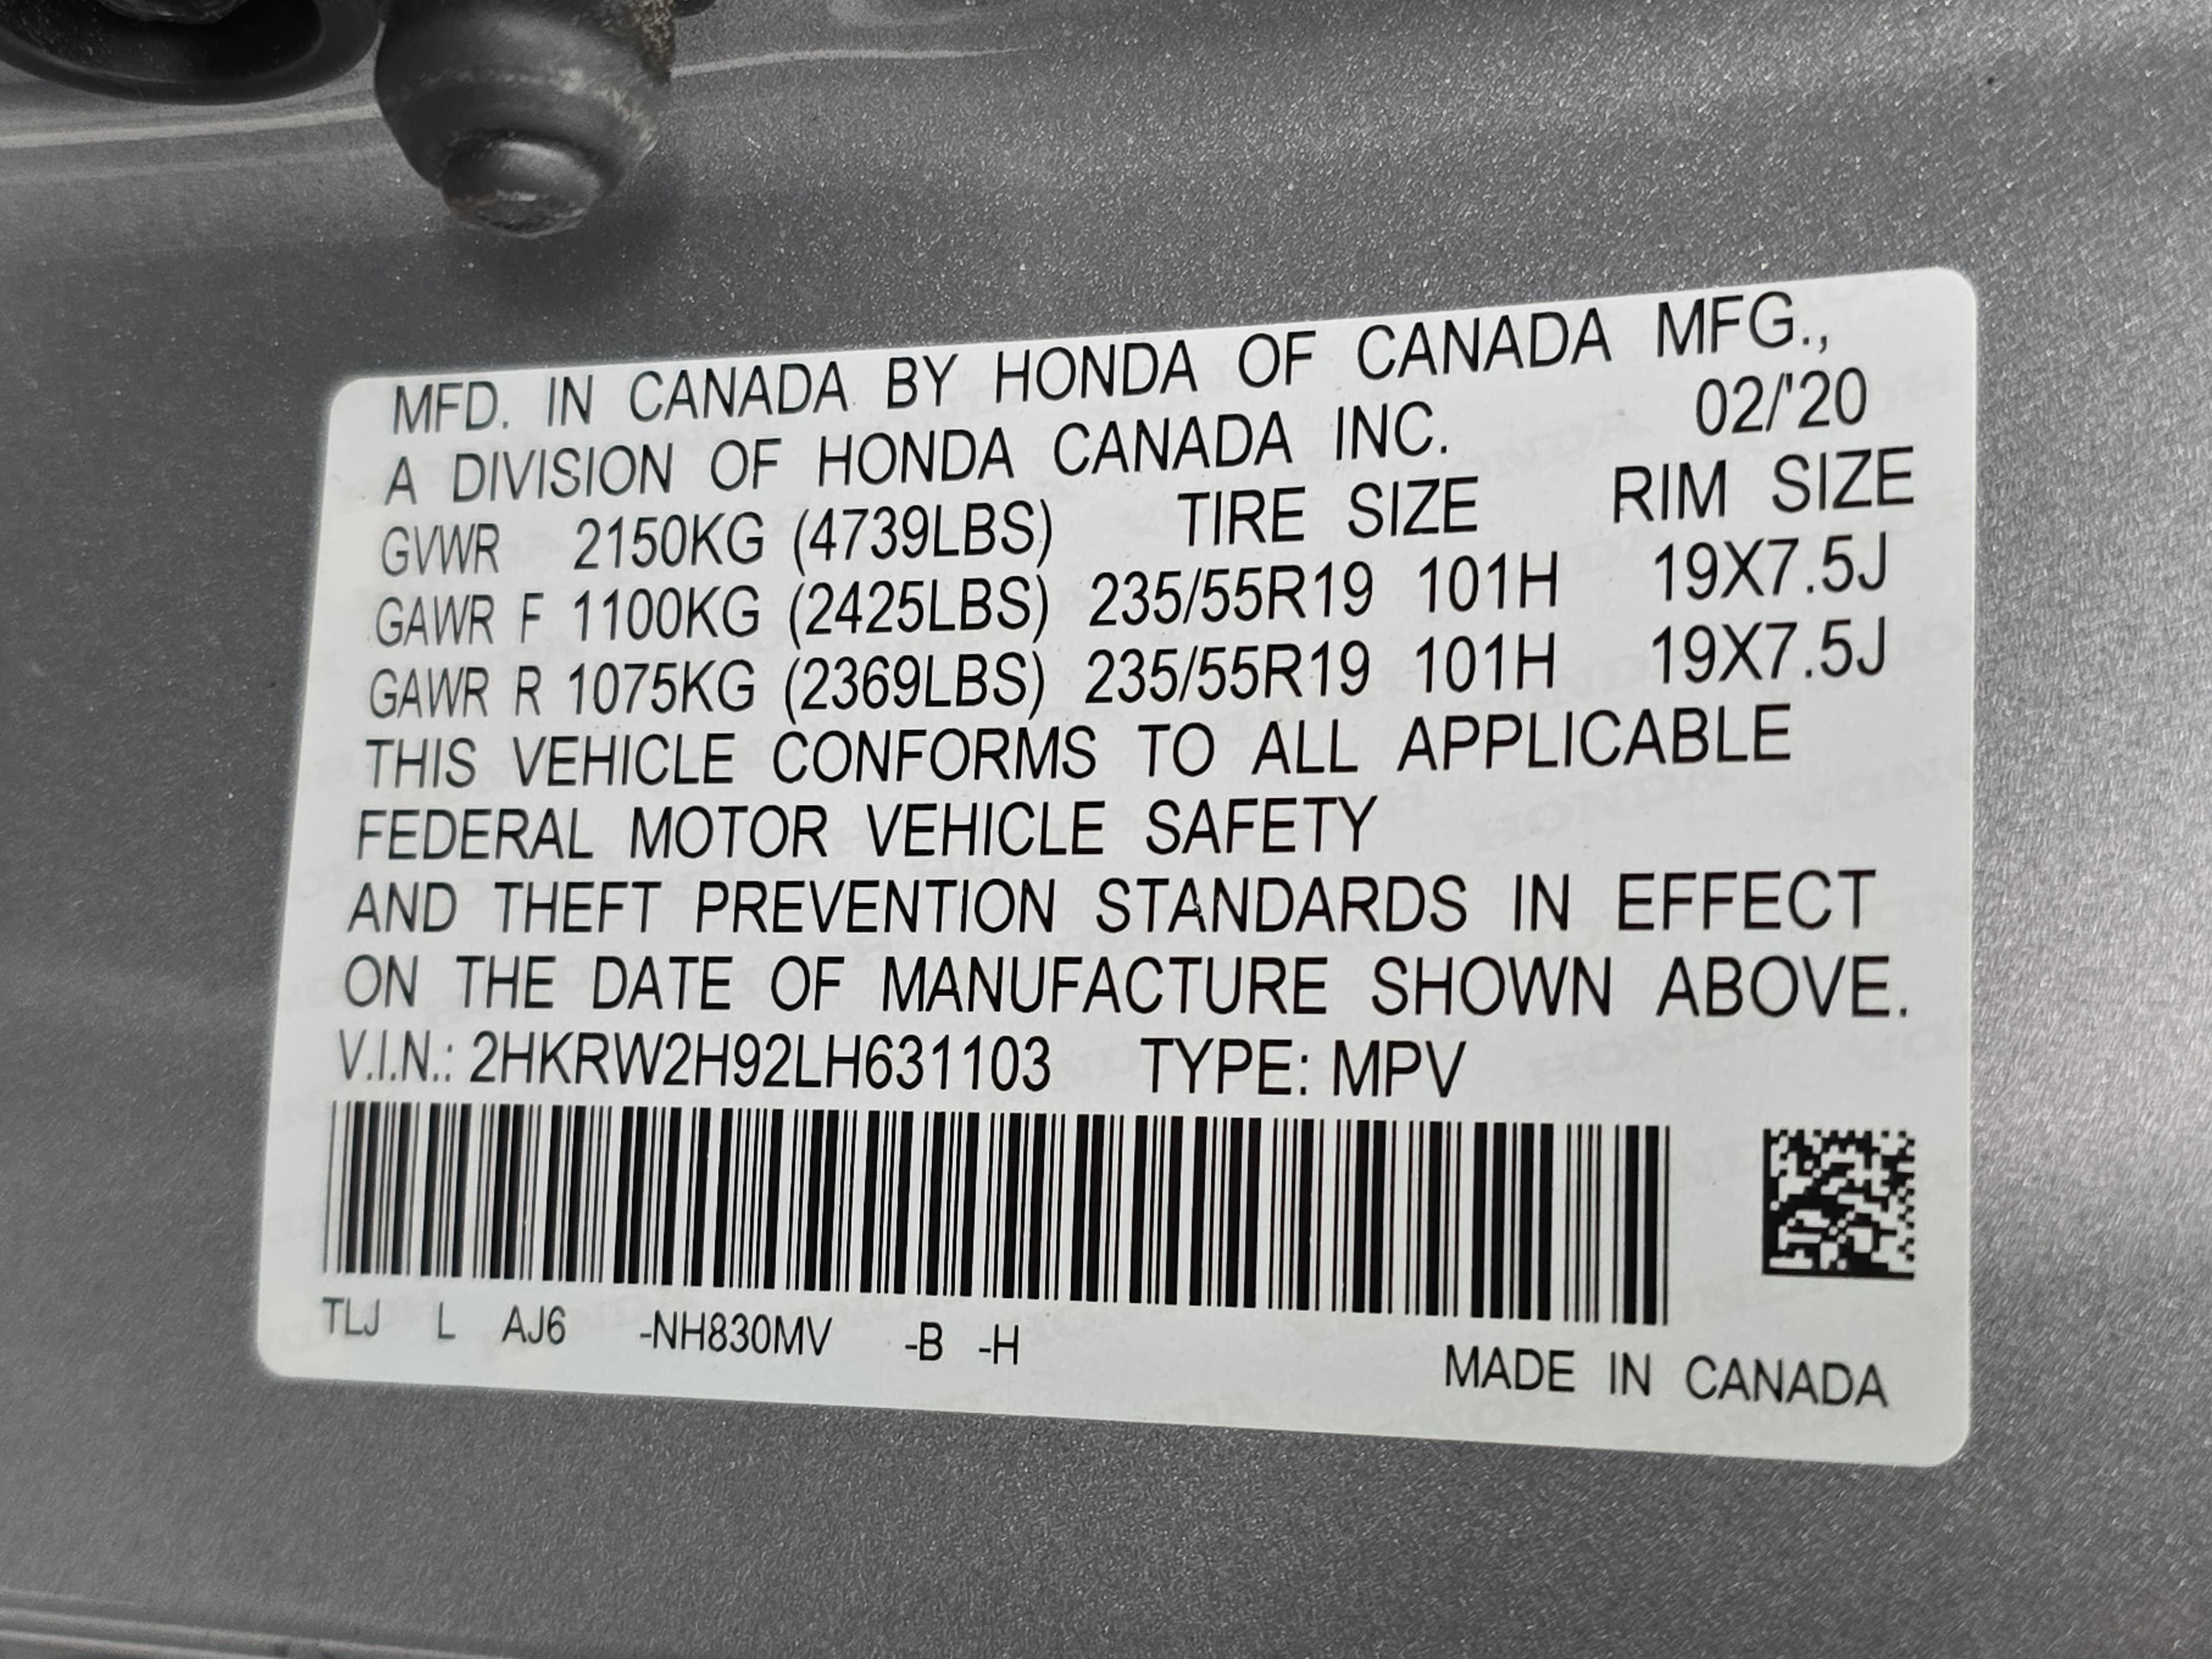 MFD. IN CANADA BY HONDA OF CANADA MFG.,
A DIVISION OF HONDA CANADA INC. 02/'20
GVWR 2150KG (4739LBS) TIRE SIZE RIM SIZE
GAWR F 1100KG (2425LBS) 235/55R19 101H 19X7.5J
GAWR R 1075KG (2369LBS) 235/55R19 101H 19X7.5J
THIS VEHICLE CONFORMS TO ALL APPLICABLE
FEDERAL MOTOR VEHICLE SAFETY
AND THEFT PREVENTION STANDARDS IN EFFECT
ON THE DATE OF MANUFACTURE SHOWN ABOVE.
V.I.N.: 2HKRW2H92LH631103 TYPE: MPV
TLJ L AJ6 -NH830MV -B -H
MADE IN CANADA